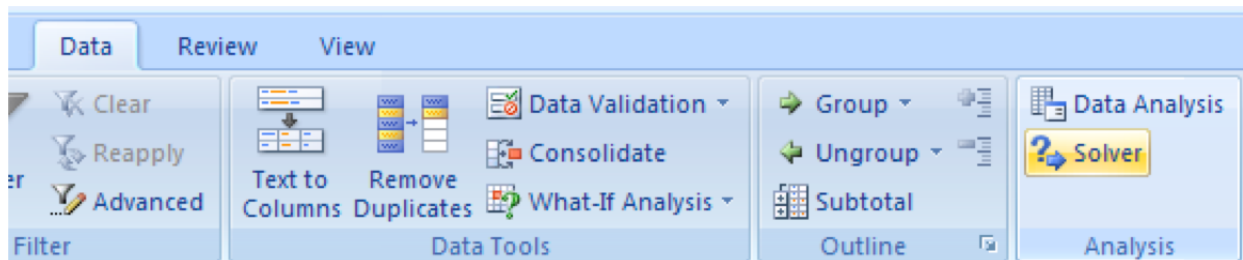 Data Review View
Clear
Reapply
er
Advanced
Filter
Text to
Columns
Remove
Duplicates
Data Validation
Consolidate
What-If Analysis
Data Tools
Group
Ungroup
Subtotal
Outline
Data Analysis
Solver
Analysis